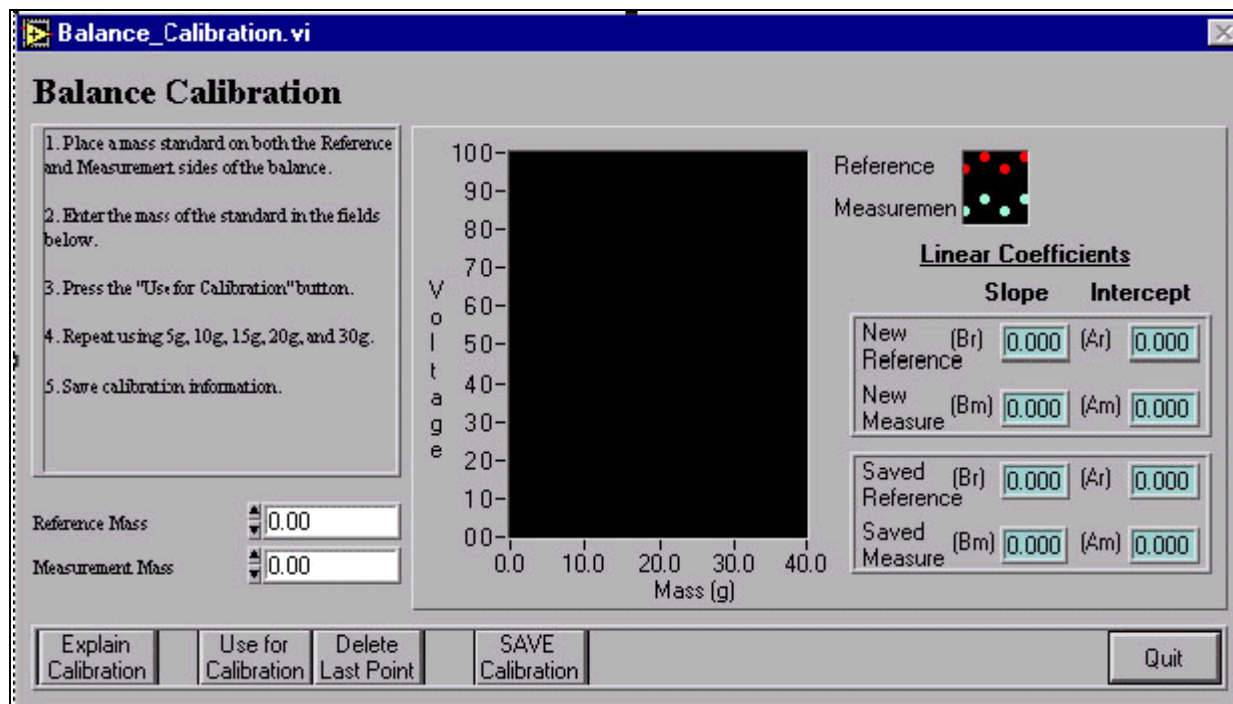 Balance_Calibration.vi
Balance Calibration
1. Place a mass standard on both the Reference
and Measurement sides of the balance.
2. Enter the mass of the standard in the fields
below.
3. Press the "Use for Calibration" button.
4. Repeat using 5g, 10g, 15g, 20g, and 30g.
5. Save calibration information.
Reference Mass 0.00
Measurement Mass 0.00
100
90
80
70
60
50
40
30
20
10
00
Voltage
0.0 10.0 20.0 30.0 40.0
Mass (g)
Reference
Measuremen
Linear Coefficients
Slope Intercept
New Reference (Br) 0.000 (Ar) 0.000
New Measure (Bm) 0.000 (Am) 0.000
Saved Reference (Br) 0.000 (Ar) 0.000
Saved Measure (Bm) 0.000 (Am) 0.000
Explain
Calibration
Use for
Calibration
Delete
Last Point
SAVE
Calibration
Quit